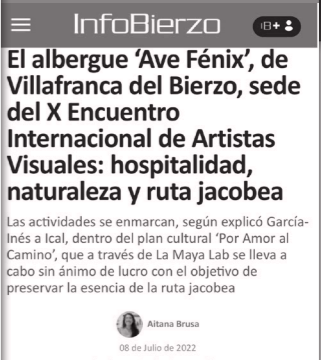 InfoBierzo
El albergue ‘Ave Fénix’, de
Villafranca del Bierzo, sede
del X Encuentro
Internacional de Artistas
Visuales: hospitalidad,
naturaleza y ruta jacobea
Las actividades se enmarcan, según explicó García-
Inés a Ical, dentro del plan cultural ‘Por Amor al
Camino’, que a través de La Maya Lab se lleva a
cabo sin ánimo de lucro con el objetivo de
preservar la esencia de la ruta jacobea
Aitana Brusa
08 de Julio de 2022